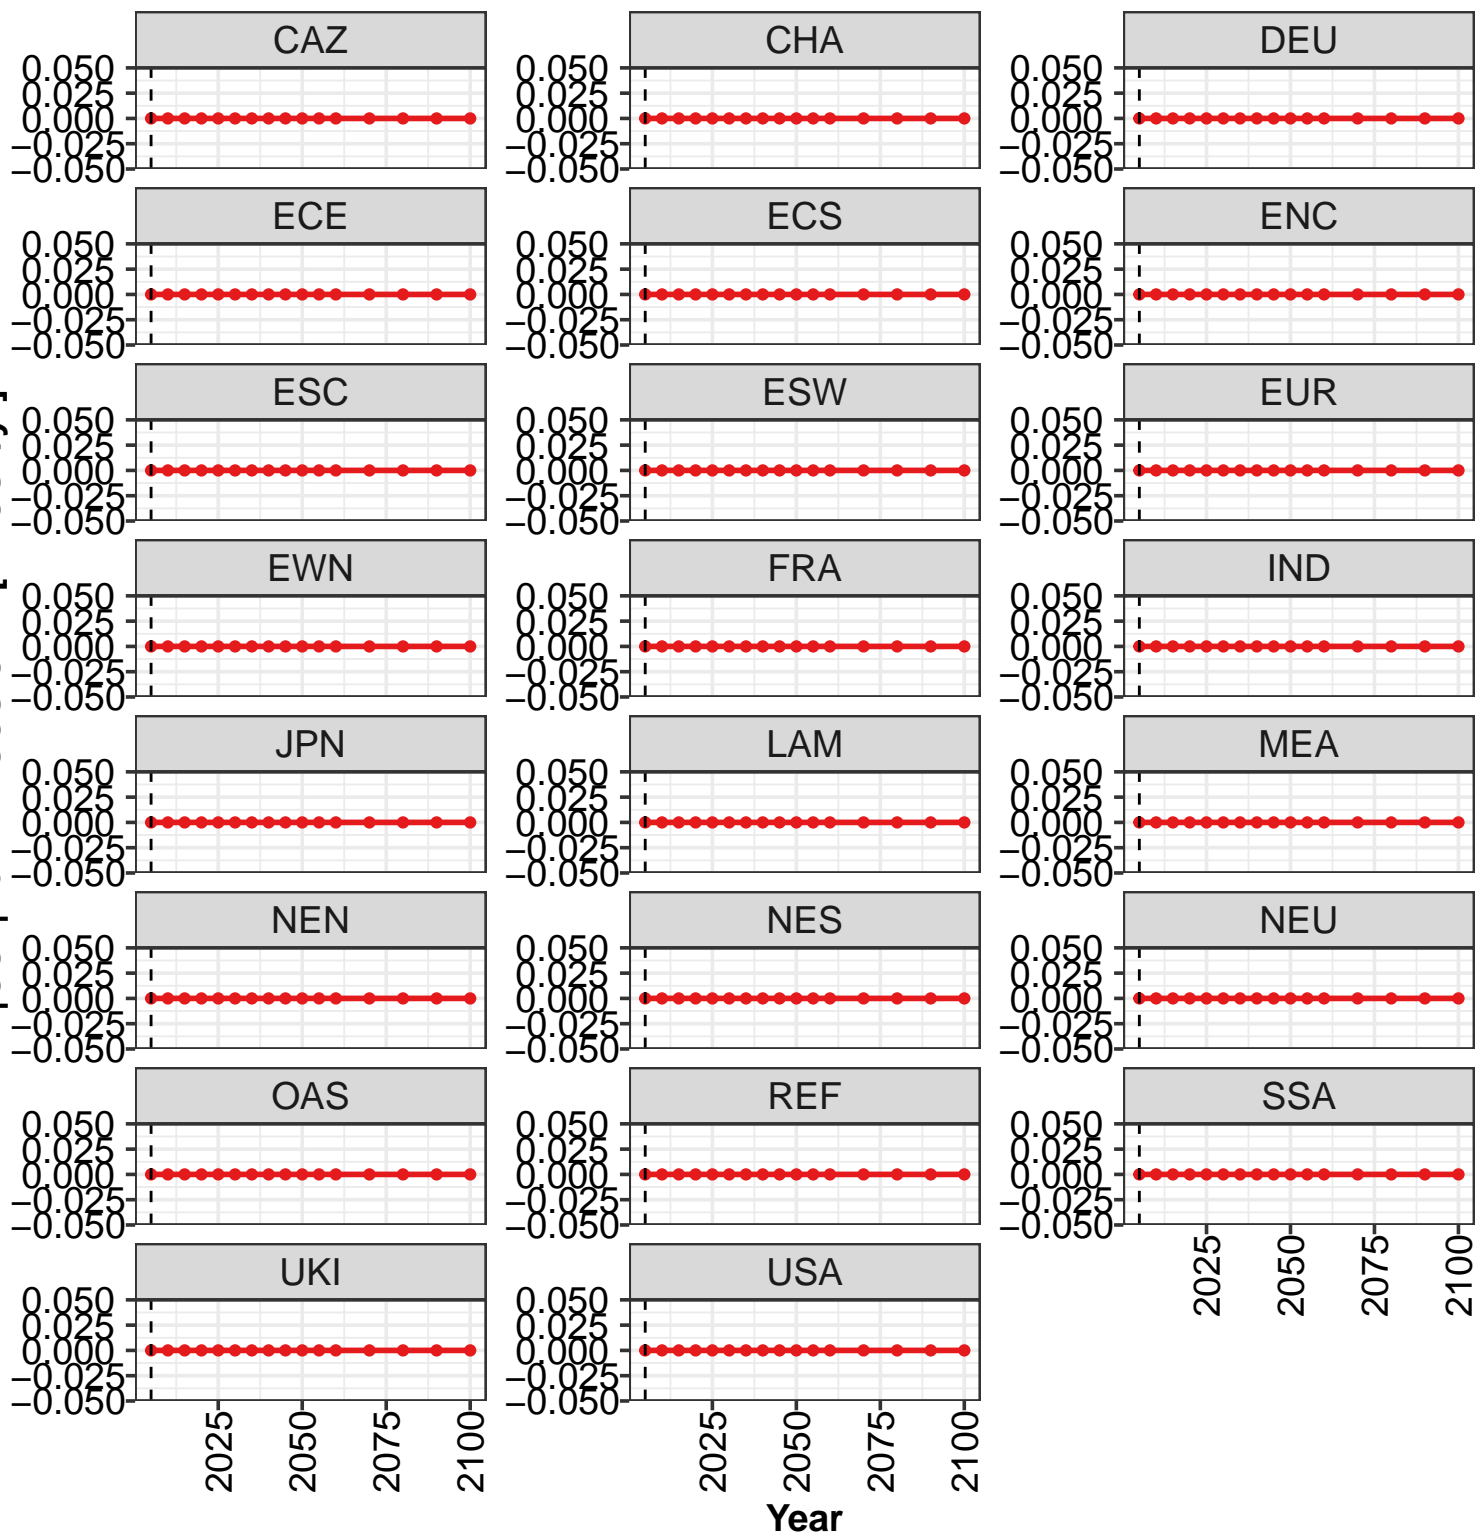 CAZ CHA DEU
0.050 0.050 0.050
0.025 0.025 0.025
0.000 0.000 0.000
−0.025 −0.025 −0.025
−0.050 −0.050 −0.050
ECE ECS ENC
0.050 0.050 0.050
0.025 0.025 0.025
0.000 0.000 0.000
−0.025 −0.025 −0.025
−0.050 −0.050 −0.050
ESC ESW EUR
0.050 0.050 0.050
0.025 0.025 0.025
0.000 0.000 0.000
−0.025 −0.025 −0.025
−0.050 −0.050 −0.050
EWN FRA IND
0.050 0.050 0.050
0.025 0.025 0.025
0.000 0.000 0.000
−0.025 −0.025 −0.025
−0.050 −0.050 −0.050
JPN LAM MEA
0.050 0.050 0.050
0.025 0.025 0.025
0.000 0.000 0.000
−0.025 −0.025 −0.025
−0.050 −0.050 −0.050
NEN NES NEU
0.050 0.050 0.050
0.025 0.025 0.025
0.000 0.000 0.000
−0.025 −0.025 −0.025
−0.050 −0.050 −0.050
OAS REF SSA
0.050 0.050 0.050
0.025 0.025 0.025
0.000 0.000 0.000
−0.025 −0.025 −0.025
−0.050 −0.050 −0.050
2025 2050 2075 2100
UKI USA
0.050 0.050
0.025 0.025
0.000 0.000
−0.025 −0.025
−0.050 −0.050
2025 2050 2075 2100 2025 2050 2075 2100
Year